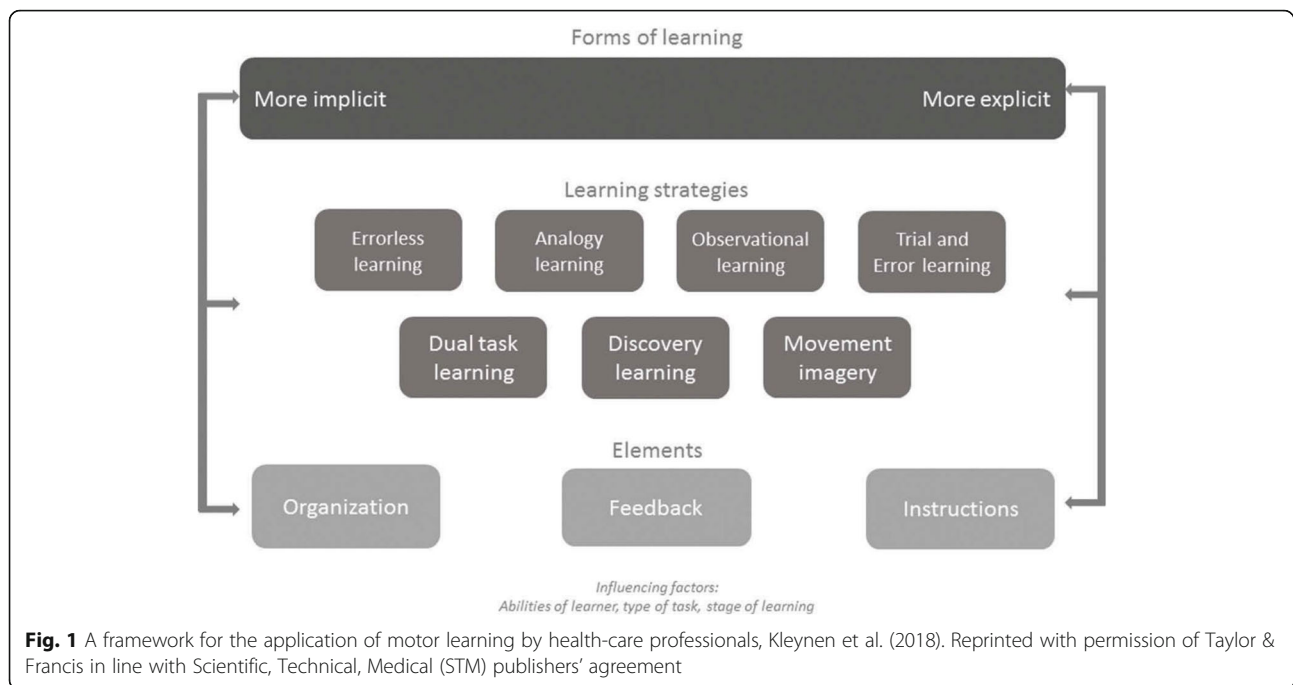 Forms of learning
More implicit More explicit
Learning strategies
Errorless
learning
Analogy
learning
Observational
learning
Trial and
Error learning
Dual task
learning
Discovery
learning
Movement
imagery
Elements
Organization
Feedback
Instructions
Influencing factors:
Abilities of learner, type of task, stage of learning
Fig. 1 A framework for the application of motor learning by health-care professionals, Kleynen et al. (2018). Reprinted with permission of Taylor &
Francis in line with Scientific, Technical, Medical (STM) publishers’ agreement